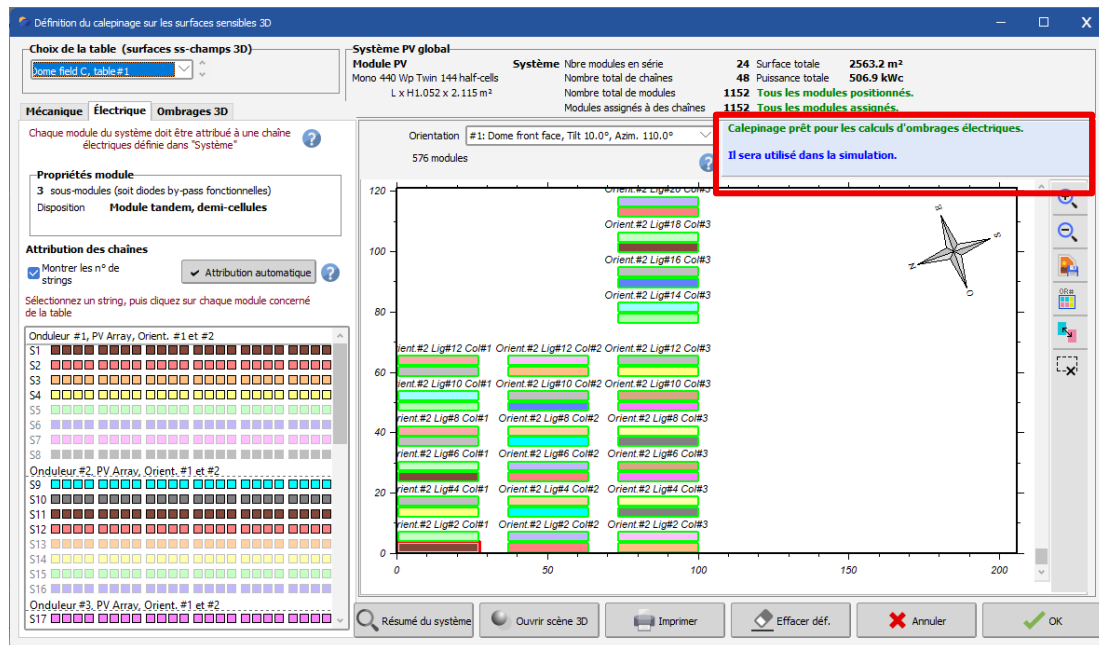 Définition du calepinage sur les surfaces sensibles 3D
Choix de la table (surfaces ss-champs 3D)
Dome field C, table#1
Système PV global
Module PV
Mono 440 Wp Twin 144 half-cells
L x H1.052 x 2.115 m²
Système
Nbre modules en série 24
Nombre total de chaînes 48
Nombre total de modules 1152
Modules assignés à des chaînes 1152
Surface totale 2563.2 m²
Puissance totale 506.9 kWc
Tous les modules positionnés.
Tous les modules assignés.
Mécanique Électrique Ombrages 3D
Chaque module du système doit être attribué à une chaîne
électriques définie dans "Système"
?
Propriétés module
3 sous-modules (soit diodes by-pass fonctionnelles)
Disposition Module tandem, demi-cellules
Attribution des chaînes
Montrer les n° de
strings
Attribution automatique
?
Sélectionnez un string, puis cliquez sur chaque module concerné
de la table
Onduleur #1, PV Array, Orient. #1 et #2
S1
S2
S3
S4
S5
S6
S7
S8
Onduleur #2, PV Array, Orient. #1 et #2
S9
S10
S11
S12
S13
S14
S15
S16
Onduleur #3, PV Array, Orient. #1 et #2
S17
Orientation #1: Dome front face, Tilt 10.0°, Azim. 110.0°
576 modules
?
Calepinage prêt pour les calculs d'ombrages électriques.
Il sera utilisé dans la simulation.
120
Orient.#2 Lig#20 Col#3
Orient.#2 Lig#18 Col#3
100
Orient.#2 Lig#16 Col#3
Orient.#2 Lig#14 Col#3
80
ient.#2 Lig#12 Col#1 Orient.#2 Lig#12 Col#2 Orient.#2 Lig#12 Col#3
60
ient.#2 Lig#10 Col#1 Orient.#2 Lig#10 Col#2 Orient.#2 Lig#10 Col#3
rient.#2 Lig#8 Col#1 Orient.#2 Lig#8 Col#2 Orient.#2 Lig#8 Col#3
40
rient.#2 Lig#6 Col#1 Orient.#2 Lig#6 Col#2 Orient.#2 Lig#6 Col#3
20
rient.#2 Lig#4 Col#1 Orient.#2 Lig#4 Col#2 Orient.#2 Lig#4 Col#3
rient.#2 Lig#2 Col#1 Orient.#2 Lig#2 Col#2 Orient.#2 Lig#2 Col#3
0
0 50 100 150 200
E
S
N
O
OR#
Résumé du système Ouvrir scène 3D Imprimer Effacer déf. Annuler OK